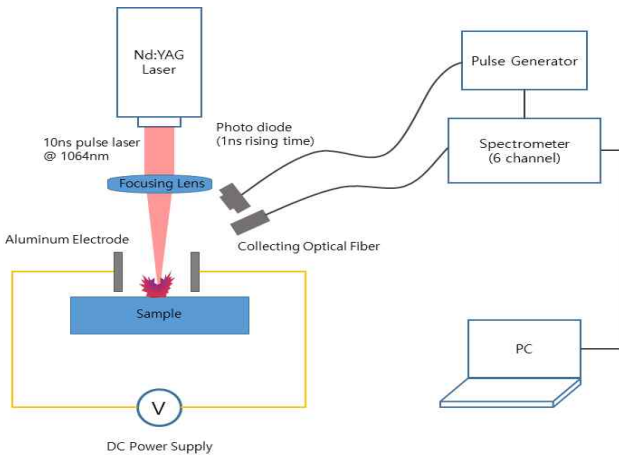 Nd:YAG
Laser
Pulse Generator
10ns pulse laser
@ 1064nm
Photo diode
(1ns rising time)
Spectrometer
(6 channel)
Focusing Lens
Aluminum Electrode
Collecting Optical Fiber
Sample
PC
V
DC Power Supply